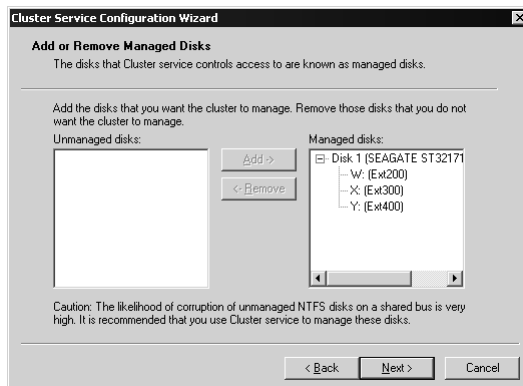 Cluster Service Configuration Wizard
Add or Remove Managed Disks
The disks that Cluster service controls access to are known as managed disks.
Add the disks that you want the cluster to manage. Remove those disks that you do not
want the cluster to manage.
Unmanaged disks:
Managed disks:
Add ->
<- Remove
Disk 1 (SEAGATE ST32171
W: (Ext200)
X: (Ext300)
Y: (Ext400)
Caution: The likelihood of corruption of unmanaged NTFS disks on a shared bus is very
high. It is recommended that you use Cluster service to manage these disks.
< Back
Next >
Cancel